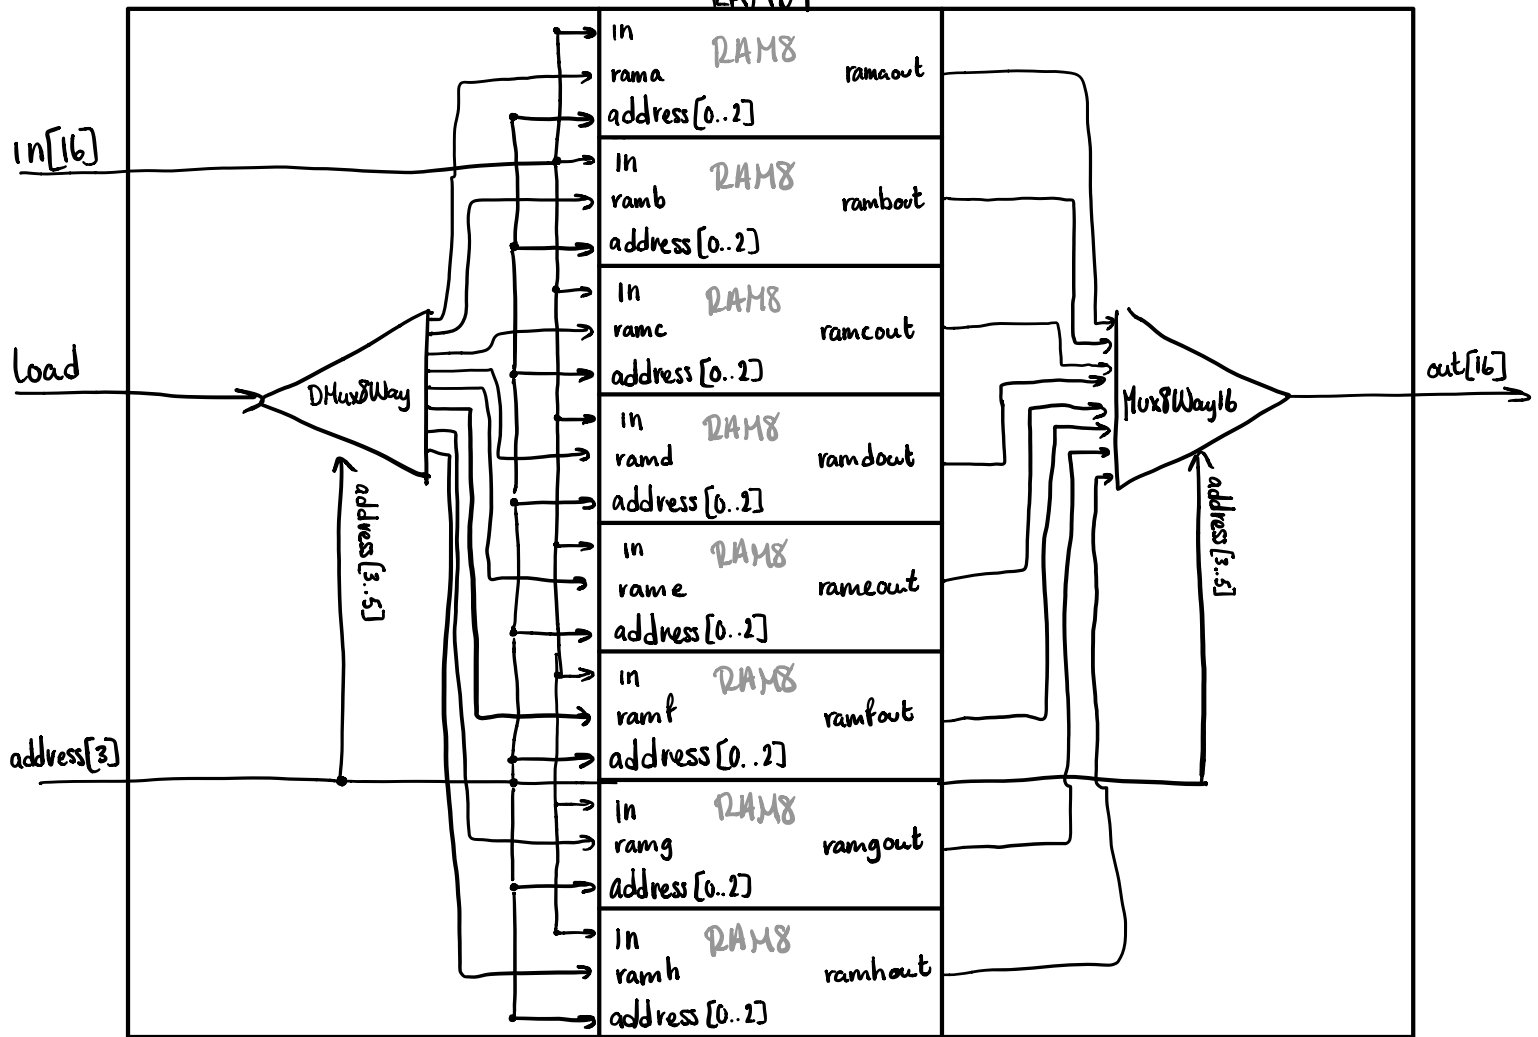 in
RAM8
rama
ramaout
address[0..2]
in[16]
in
RAM8
ramb
rambout
address[0..2]
in
RAM8
ramc
ramcout
address[0..2]
load
DMux8Way
Mux8Way16
out[16]
in
RAM8
ramd
ramdout
address[0..2]
address[3..5]
address[3..5]
in
RAM8
rame
rameout
address[0..2]
in
RAM8
ramf
ramfout
address[0..2]
address[3]
in
RAM8
ramg
ramgout
address[0..2]
in
RAM8
ramh
ramhout
address[0..2]